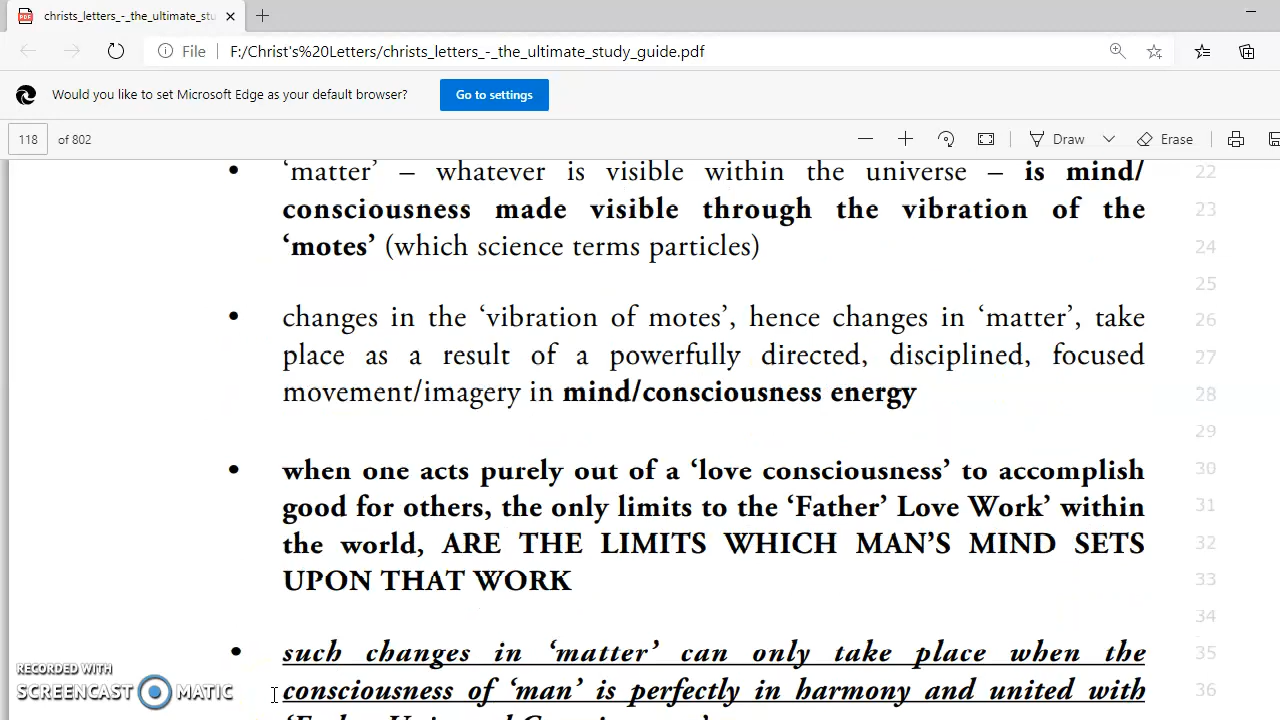 christs_letters_-_the_ultimate_stu
File F:/Christ's%20Letters/christs_letters_-_the_ultimate_study_guide.pdf
Would you like to set Microsoft Edge as your default browser? Go to settings
118 of 802 Draw Erase
• ‘matter’ – whatever is visible within the universe – is mind/ 22
consciousness made visible through the vibration of the 23
‘motes’ (which science terms particles) 24
25
• changes in the ‘vibration of motes’, hence changes in ‘matter’, take 26
place as a result of a powerfully directed, disciplined, focused 27
movement/imagery in mind/consciousness energy 28
29
• when one acts purely out of a ‘love consciousness’ to accomplish 30
good for others, the only limits to the ‘Father’ Love Work’ within 31
the world, ARE THE LIMITS WHICH MAN’S MIND SETS 32
UPON THAT WORK 33
34
• such changes in ‘matter’ can only take place when the 35
consciousness of ‘man’ is perfectly in harmony and united with 36
‘Father Universal Consciousness’
RECORDED WITH
SCREENCAST MATIC